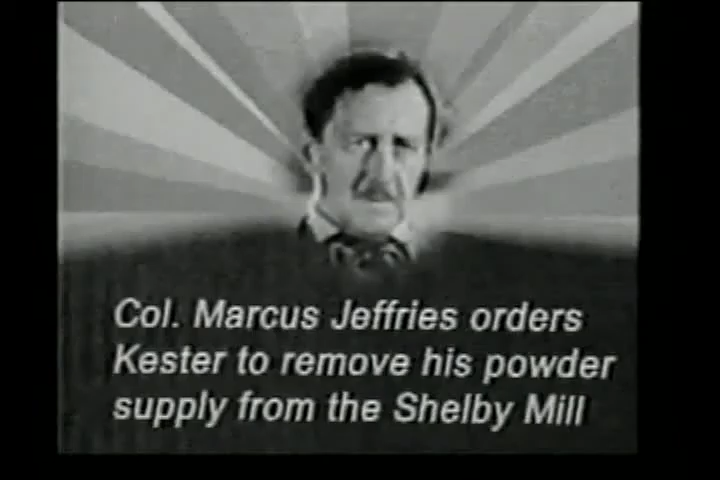 Col. Marcus Jeffries orders
Kester to remove his powder
supply from the Shelby Mill